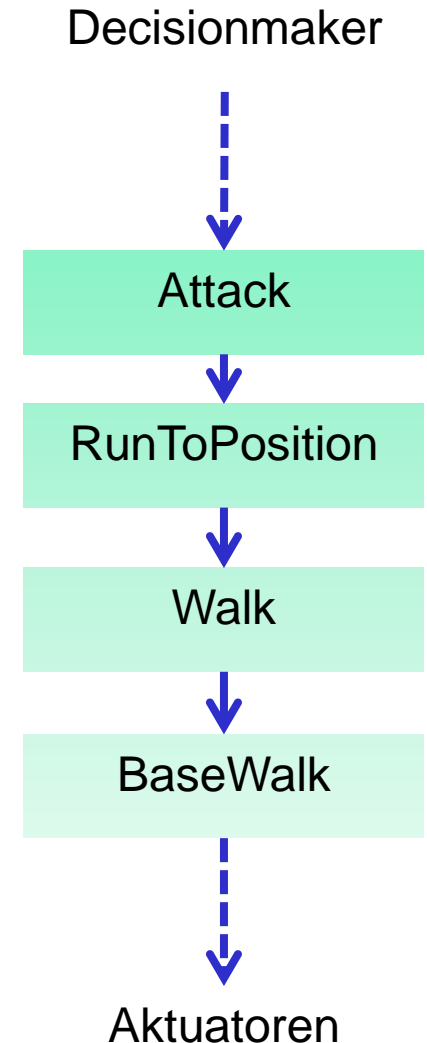 Decisionmaker
Attack
RunToPosition
Walk
BaseWalk
Aktuatoren